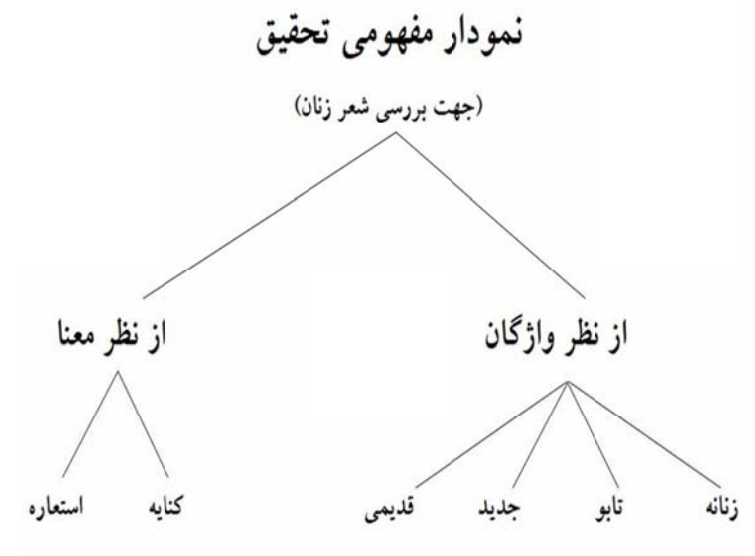 نمودار مفهومی تحقیق
(جهت بررسی شعر زنان)
از نظر واژگان از نظر معنا
زنانه تابو جدید قدیمی کنایه استعاره